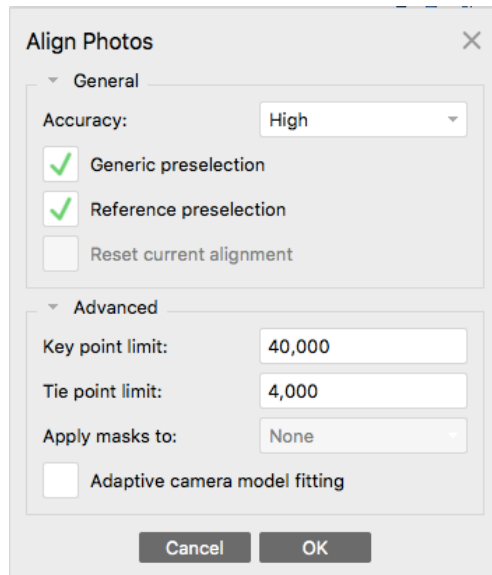 Align Photos
General
Accuracy: High
Generic preselection
Reference preselection
Reset current alignment
Advanced
Key point limit: 40,000
Tie point limit: 4,000
Apply masks to: None
Adaptive camera model fitting
Cancel OK